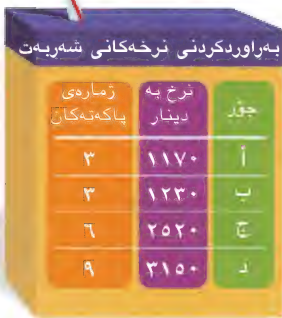 بەراوردکردنی نرخەکانی شەربەت
جۆر نرخ بە دینار ژمارەی پاکەتەکان
أ ١١٧٠ ٣
ب ١٢٣٠ ٣
ج ٢٥٢٠ ٦
د ٣١٥٠ ٩